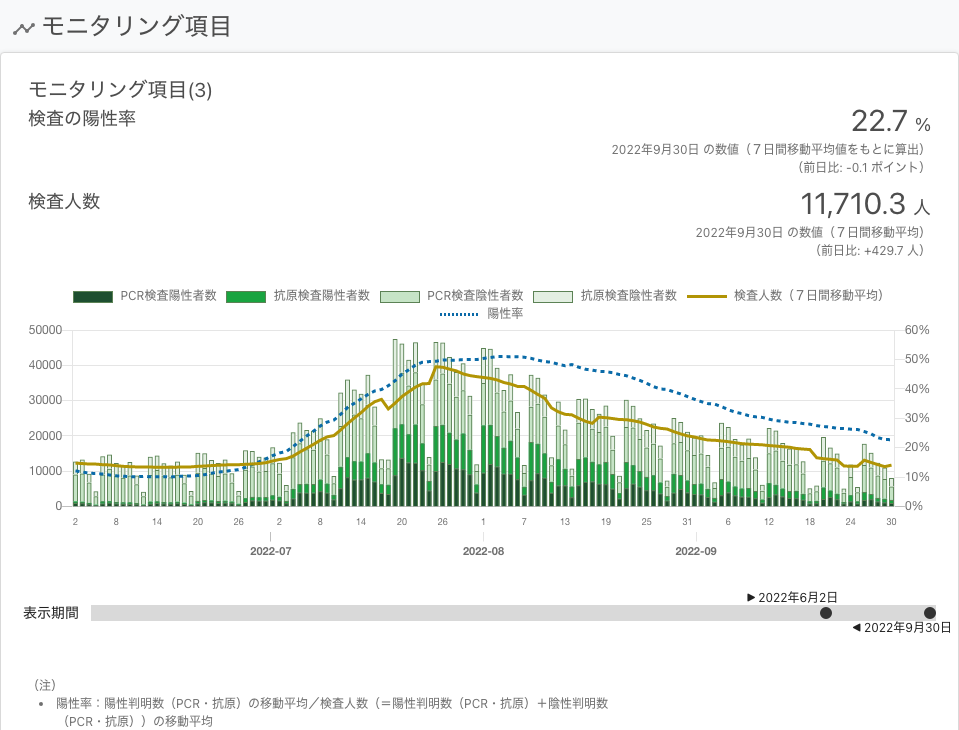 モニタリング項目
モニタリング項目(3)
検査の陽性率
22.7 %
2022年9月30日 の数値（７日間移動平均値をもとに算出）
（前日比: -0.1 ポイント）
検査人数
11,710.3 人
2022年9月30日 の数値（７日間移動平均）
（前日比: +429.7 人）
PCR検査陽性者数 抗原検査陽性者数 PCR検査陰性者数 抗原検査陰性者数 検査人数（７日間移動平均）
陽性率
50000 60%
40000 50%
30000 40%
20000 30%
10000 20%
0 10%
0%
2 8 14 20 26 2 8 14 20 26 1 7 13 19 25 31 6 12 18 24 30
2022-07 2022-08 2022-09
▶ 2022年6月2日
表示期間
◀ 2022年9月30日
（注）
• 陽性率：陽性判明数（PCR・抗原）の移動平均／検査人数（＝陽性判明数（PCR・抗原）＋陰性判明数
（PCR・抗原））の移動平均